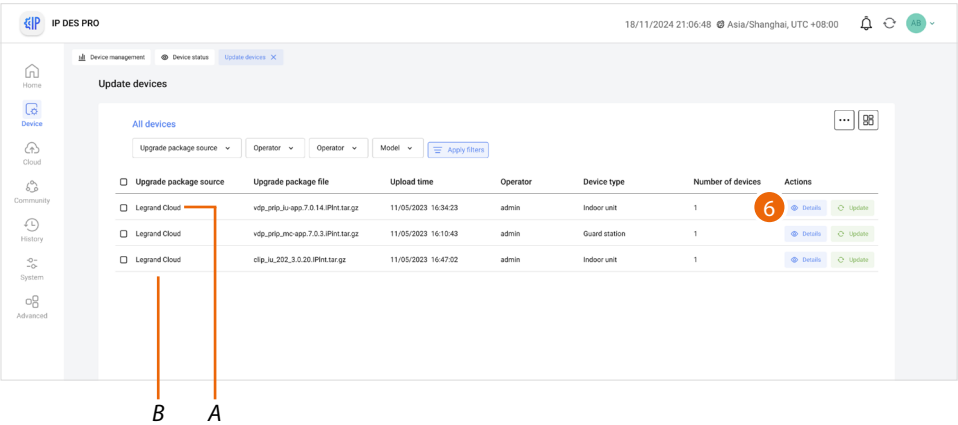 IP DES PRO
18/11/2024 21:06:48 Asia/Shanghai, UTC +08:00
AB
Device management Device status Update devices X
Home
Device
Cloud
Community
History
System
Advanced
Update devices
All devices
Upgrade package source Operator Operator Model Apply filters
Upgrade package source Upgrade package file Upload time Operator Device type Number of devices Actions
Legrand Cloud vdp_prip_iu-app.7.0.14.IPInt.tar.gz 11/05/2023 16:34:23 admin Indoor unit 1 6 Details Update
Legrand Cloud vdp_prip_mc-app.7.0.3.IPInt.tar.gz 11/05/2023 16:10:43 admin Guard station 1 Details Update
Legrand Cloud clip_iu_202_3.0.20.IPInt.tar.gz 11/05/2023 16:47:02 admin Indoor unit 1 Details Update
B A